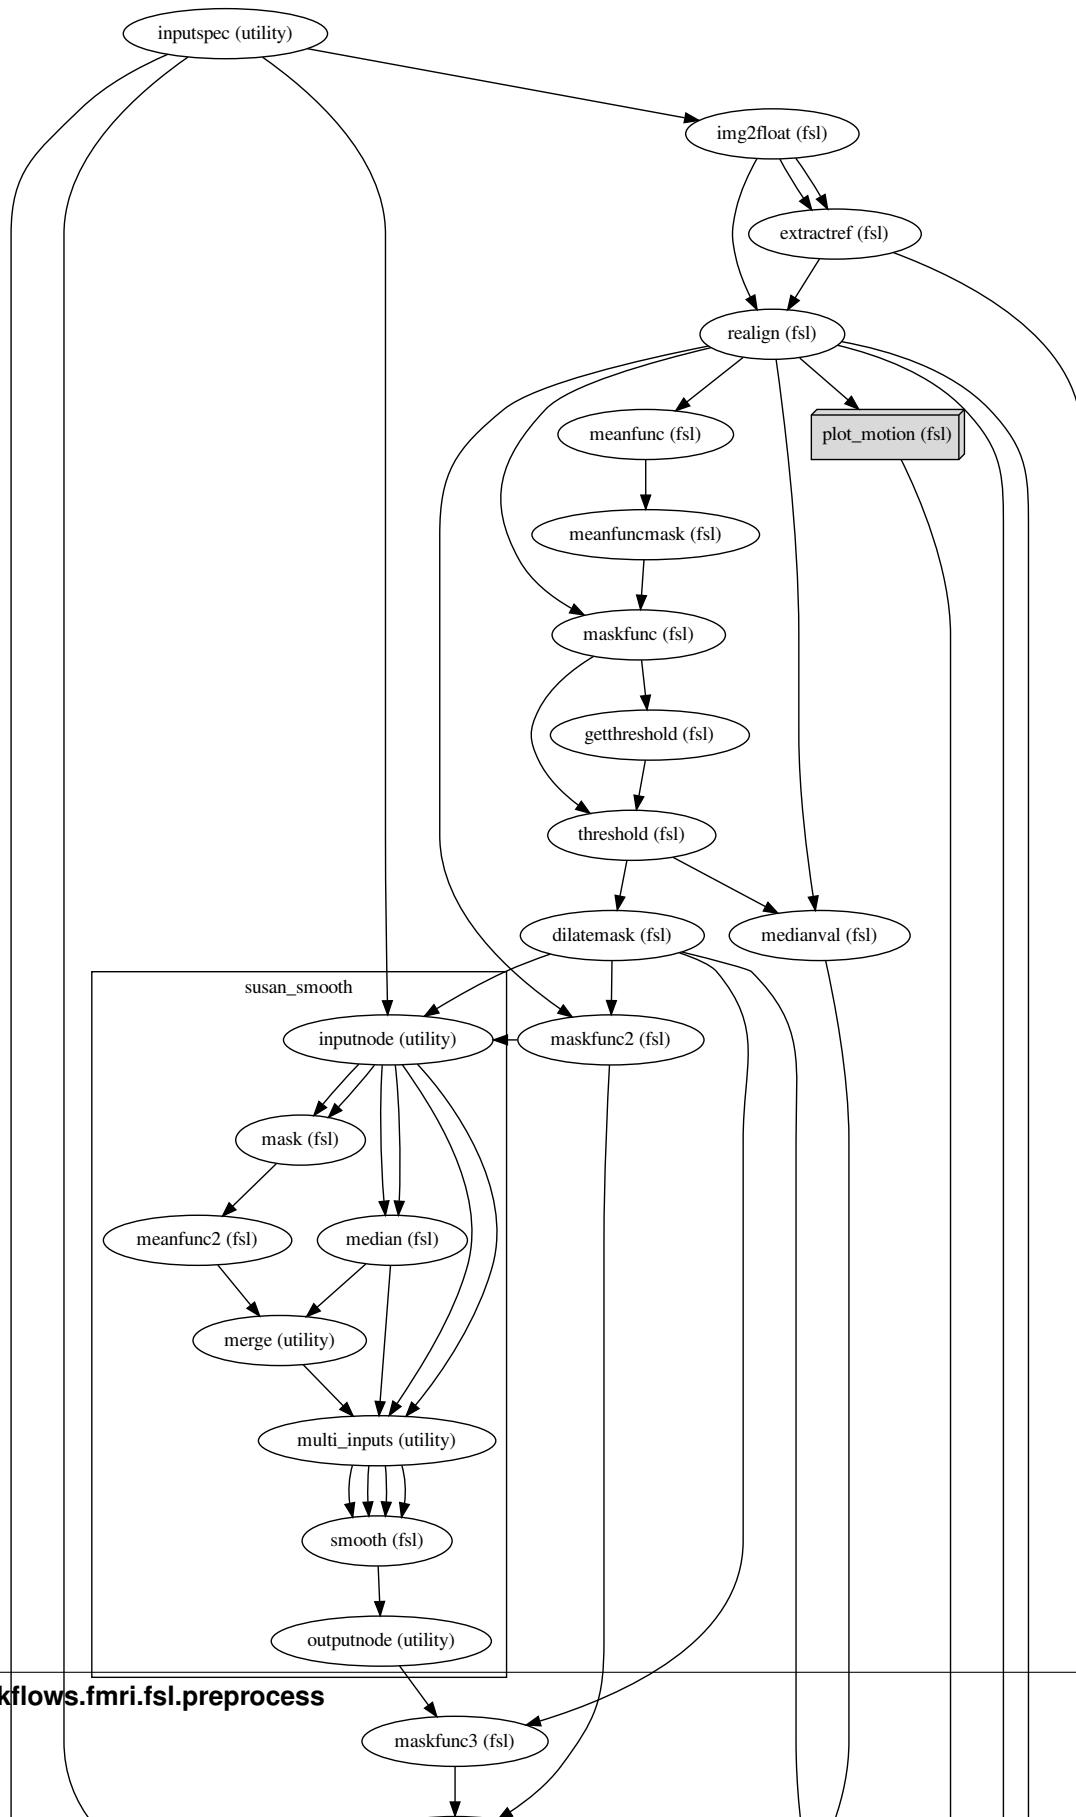 inputspec (utility)
img2float (fsl)
extractref (fsl)
realign (fsl)
meanfunc (fsl)
plot_motion (fsl)
meanfuncmask (fsl)
maskfunc (fsl)
getthreshold (fsl)
threshold (fsl)
dilatemask (fsl)
medianval (fsl)
susan_smooth
inputnode (utility)
maskfunc2 (fsl)
mask (fsl)
meanfunc2 (fsl)
median (fsl)
merge (utility)
multi_inputs (utility)
smooth (fsl)
outputnode (utility)
kflows.fmri.fsl.preprocess
maskfunc3 (fsl)